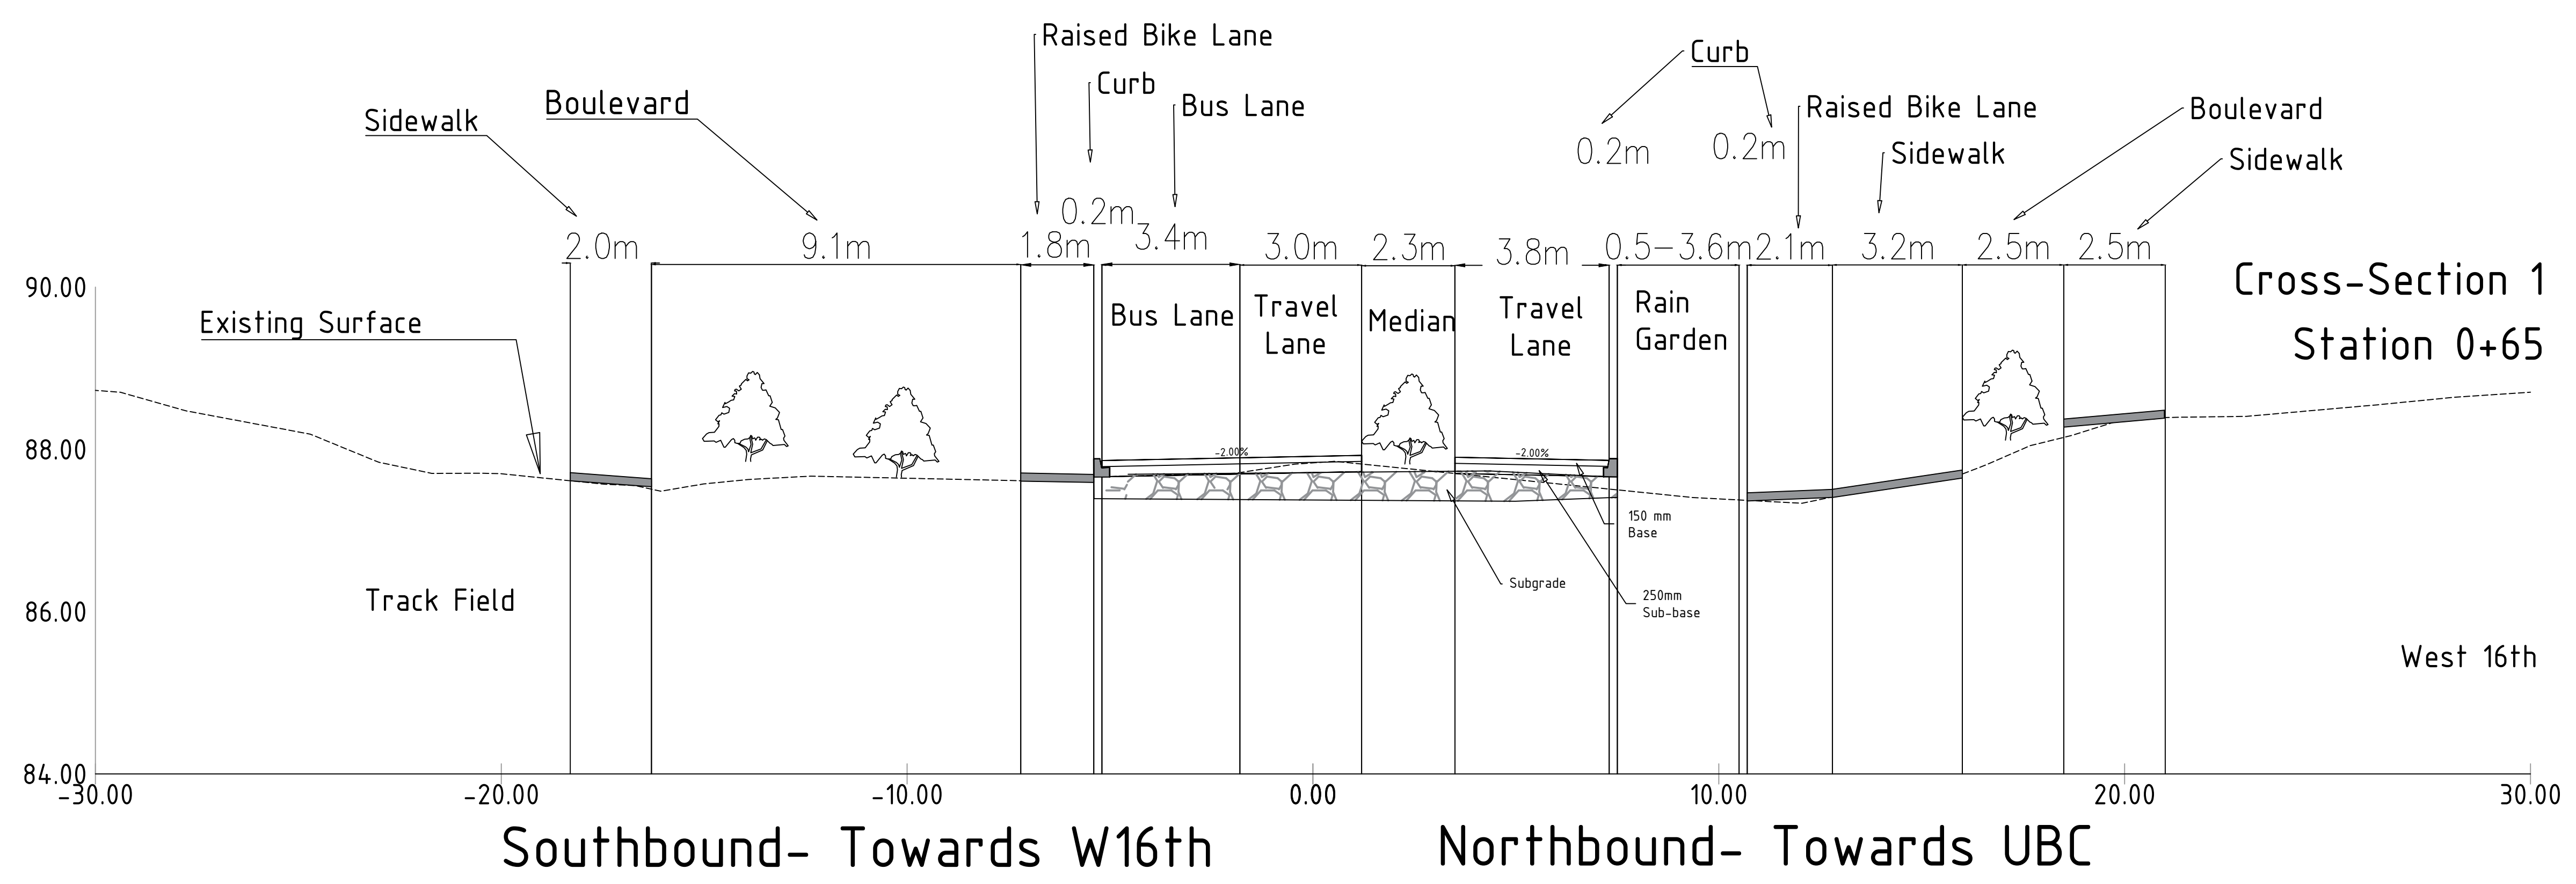 Raised Bike Lane
Curb
Bus Lane
Sidewalk
Boulevard
Curb
Raised Bike Lane
Sidewalk
Boulevard
Sidewalk
0.2m
0.2m
0.2m
2.0m
9.1m
1.8m
3.4m
3.0m
2.3m
3.8m
0.5-3.6m
2.1m
3.2m
2.5m
2.5m
Cross-Section 1
Station 0+65
90.00
88.00
86.00
84.00
Existing Surface
Bus Lane
Travel
Lane
Median
Travel
Lane
Rain
Garden
-2.00%
-2.00%
150 mm
Base
Subgrade
250mm
Sub-base
Track Field
West 16th
-30.00
-20.00
-10.00
0.00
10.00
20.00
30.00
Southbound- Towards W16th
Northbound- Towards UBC